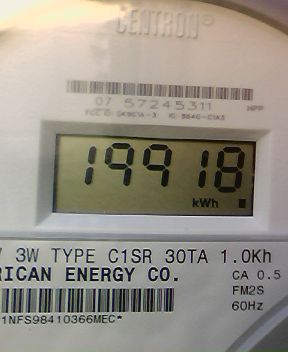 CENTRON®
07 57245311
HPP
19918
kWh
3W TYPE C1SR 30TA 1.0Kh
RICAN ENERGY CO.
CA 0.5
FM2S
60Hz
1NFS98410366MEC*